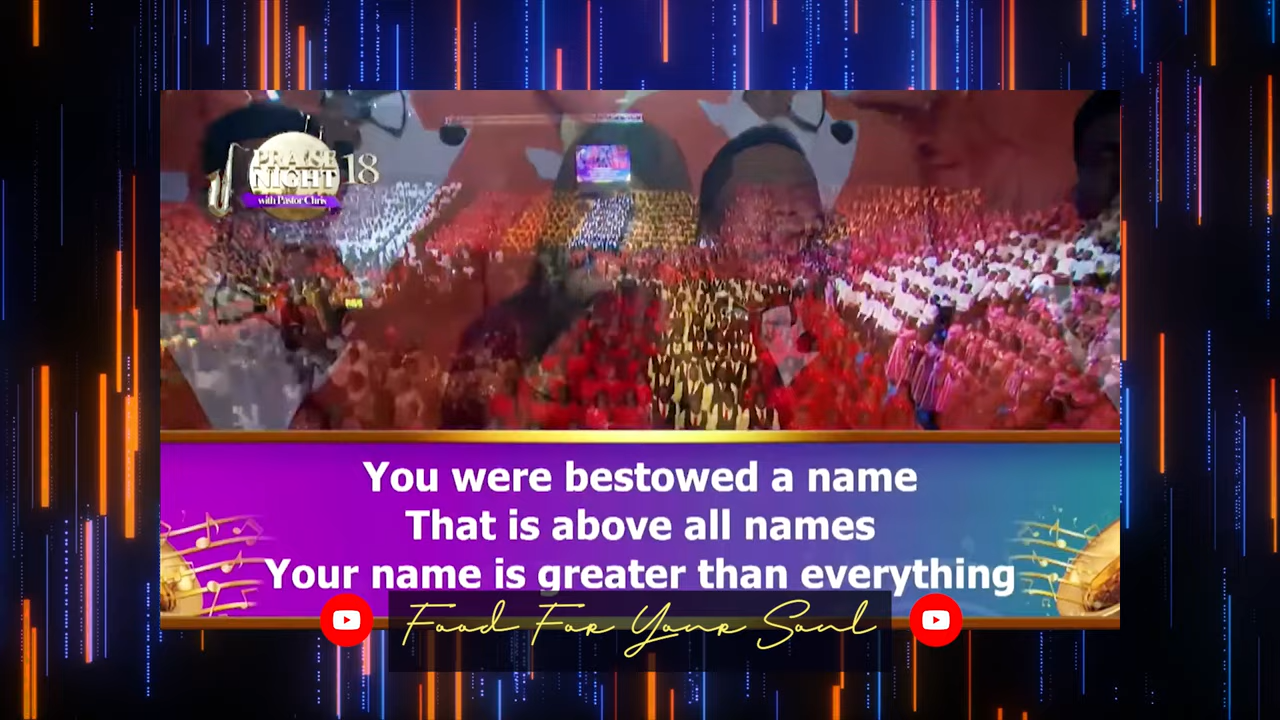 PRAISE
NIGHT 18
with Pastor Chris
You were bestowed a name
That is above all names
Your name is greater than everything
Food For Your Soul